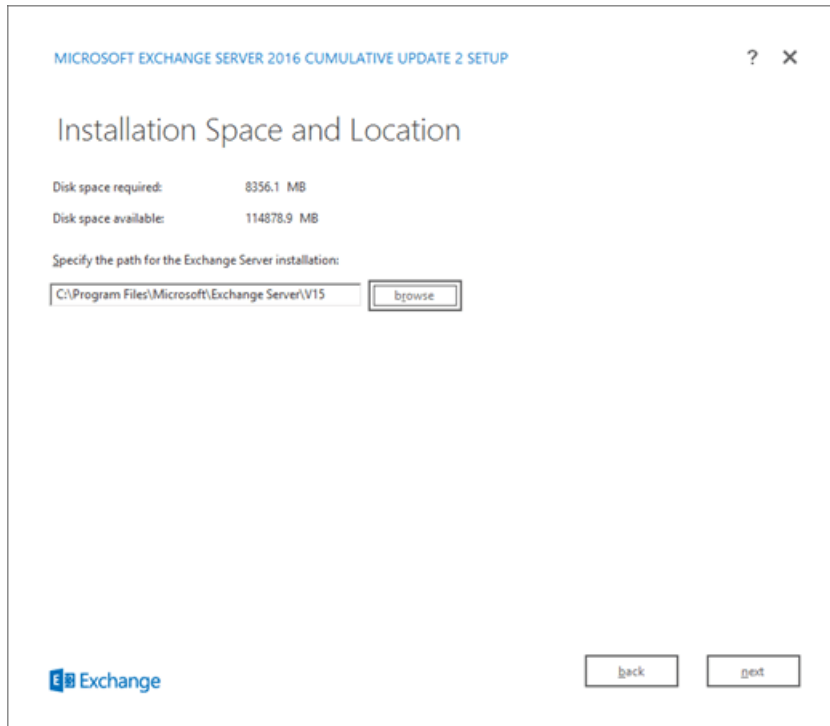 MICROSOFT EXCHANGE SERVER 2016 CUMULATIVE UPDATE 2 SETUP ? ✕
Installation Space and Location
Disk space required: 8356.1 MB
Disk space available: 114878.9 MB
Specify the path for the Exchange Server installation:
C:\Program Files\Microsoft\Exchange Server\V15 browse
back next
E Exchange